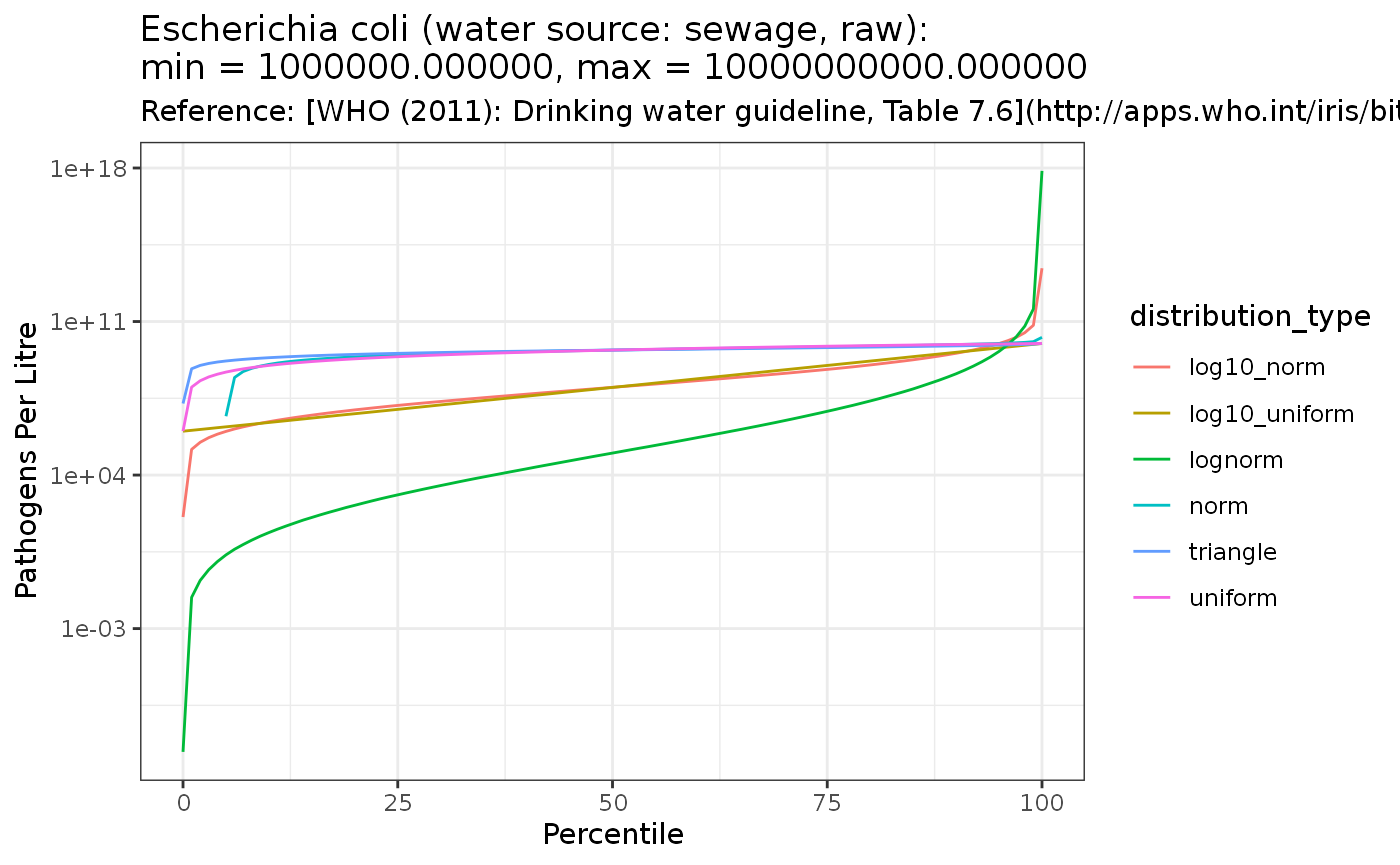 Escherichia coli (water source: sewage, raw):
min = 1000000.000000, max = 10000000000.000000
Reference: [WHO (2011): Drinking water guideline, Table 7.6](http://apps.who.int/iris/bit
1e+18
1e+11
1e+04
1e-03
Pathogens Per Litre
0 25 50 75 100
Percentile
distribution_type
log10_norm
log10_uniform
lognorm
norm
triangle
uniform